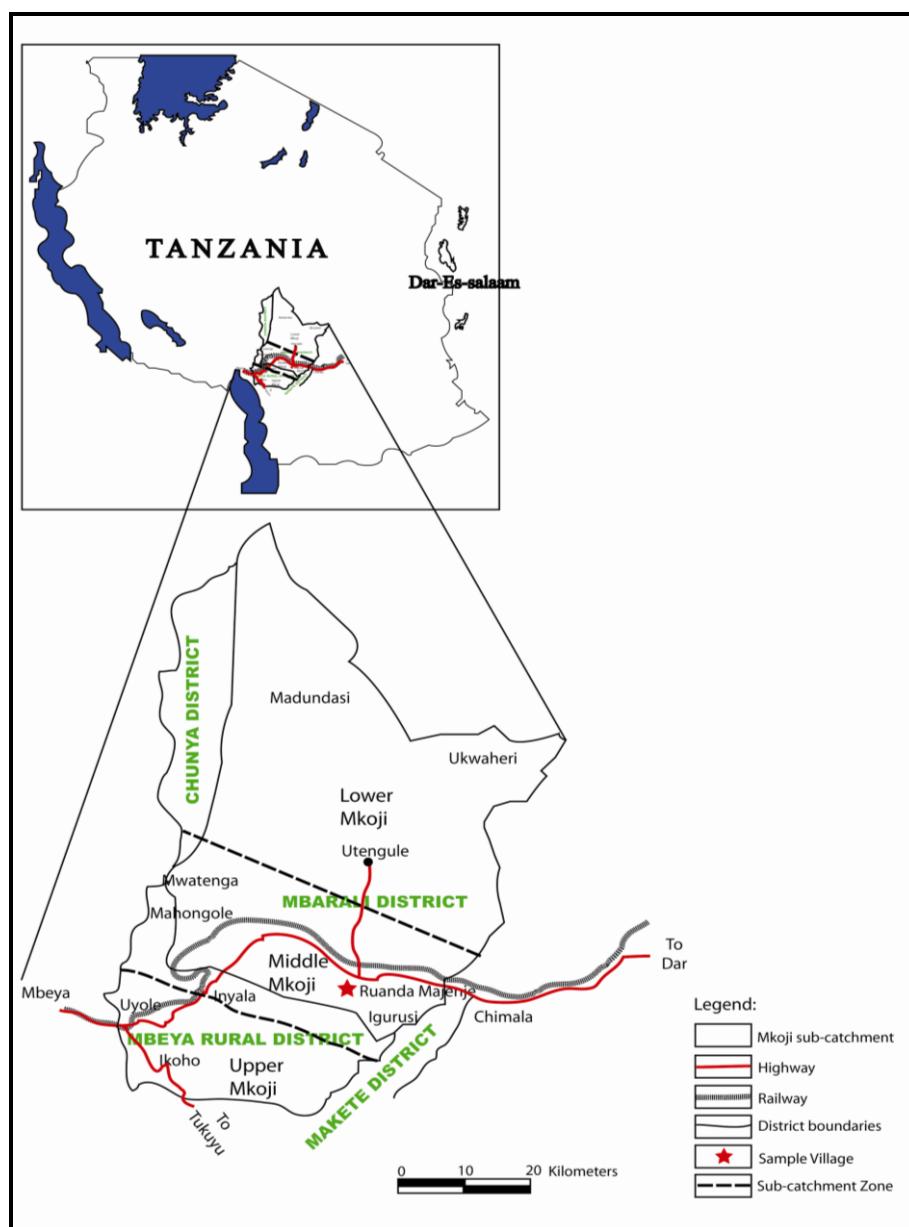 TANZANIA
Dar-Es-salaam
CHUNYA DISTRICT
Madundasi
Ukwaheri
Lower
Mkoji
Utengule
Mwatenga
MBARALI DISTRICT
Mahongole
To
Dar
Middle
Mkoji
Mbeya
Inyala
Ruanda Majenje
Uyole
Igurusi
Chimala
MBEYA RURAL DISTRICT
Ikoho
Upper
Mkoji
MAKETE DISTRICT
To
Tukuyu
Legend:
Mkoji sub-catchment
Highway
Railway
District boundaries
Sample Village
Sub-catchment Zone
0 10 20 Kilometers